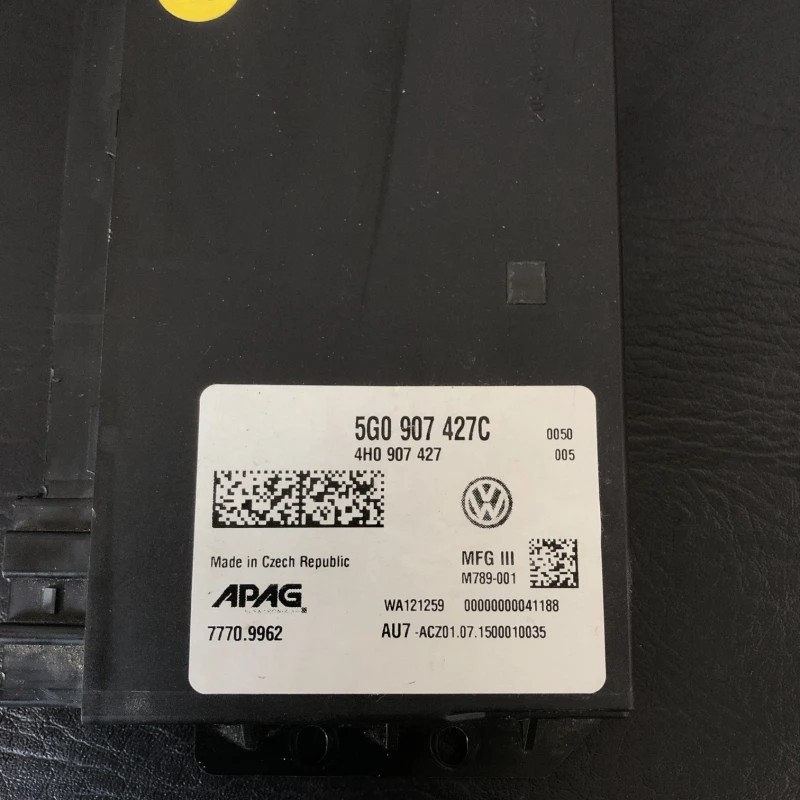 5G0 907 427C 0050
4H0 907 427 005
Made in Czech Republic
MFG III
M789-001
APAG
WA121259 00000000041188
7770.9962 AU7-ACZ01.07.1500010035